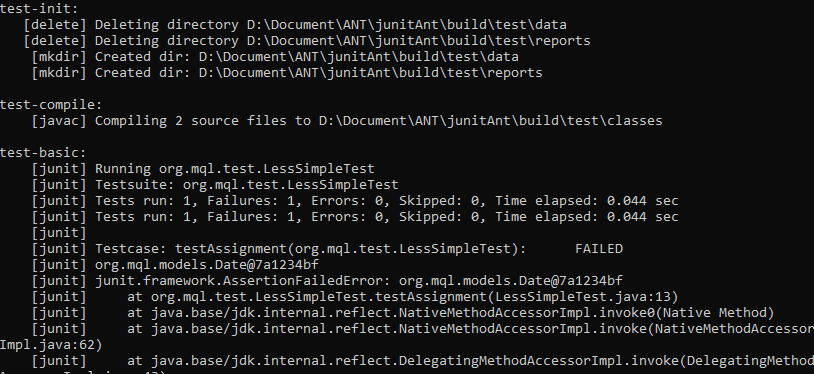 test-init:
[delete] Deleting directory D:\Document\ANT\junitAnt\build\test\data
[delete] Deleting directory D:\Document\ANT\junitAnt\build\test\reports
[mkdir] Created dir: D:\Document\ANT\junitAnt\build\test\data
[mkdir] Created dir: D:\Document\ANT\junitAnt\build\test\reports
test-compile:
[javac] Compiling 2 source files to D:\Document\ANT\junitAnt\build\test\classes
test-basic:
[junit] Running org.mql.test.LessSimpleTest
[junit] Testsuite: org.mql.test.LessSimpleTest
[junit] Tests run: 1, Failures: 1, Errors: 0, Skipped: 0, Time elapsed: 0.044 sec
[junit] Tests run: 1, Failures: 1, Errors: 0, Skipped: 0, Time elapsed: 0.044 sec
[junit]
[junit] Testcase: testAssignment(org.mql.test.LessSimpleTest): FAILED
[junit] org.mql.models.Date@7a1234bf
[junit] junit.framework.AssertionFailedError: org.mql.models.Date@7a1234bf
[junit] at org.mql.test.LessSimpleTest.testAssignment(LessSimpleTest.java:13)
[junit] at java.base/jdk.internal.reflect.NativeMethodAccessorImpl.invoke0(Native Method)
[junit] at java.base/jdk.internal.reflect.NativeMethodAccessorImpl.invoke(NativeMethodAccessor
Impl.java:62)
[junit] at java.base/jdk.internal.reflect.DelegatingMethodAccessorImpl.invoke(DelegatingMethod